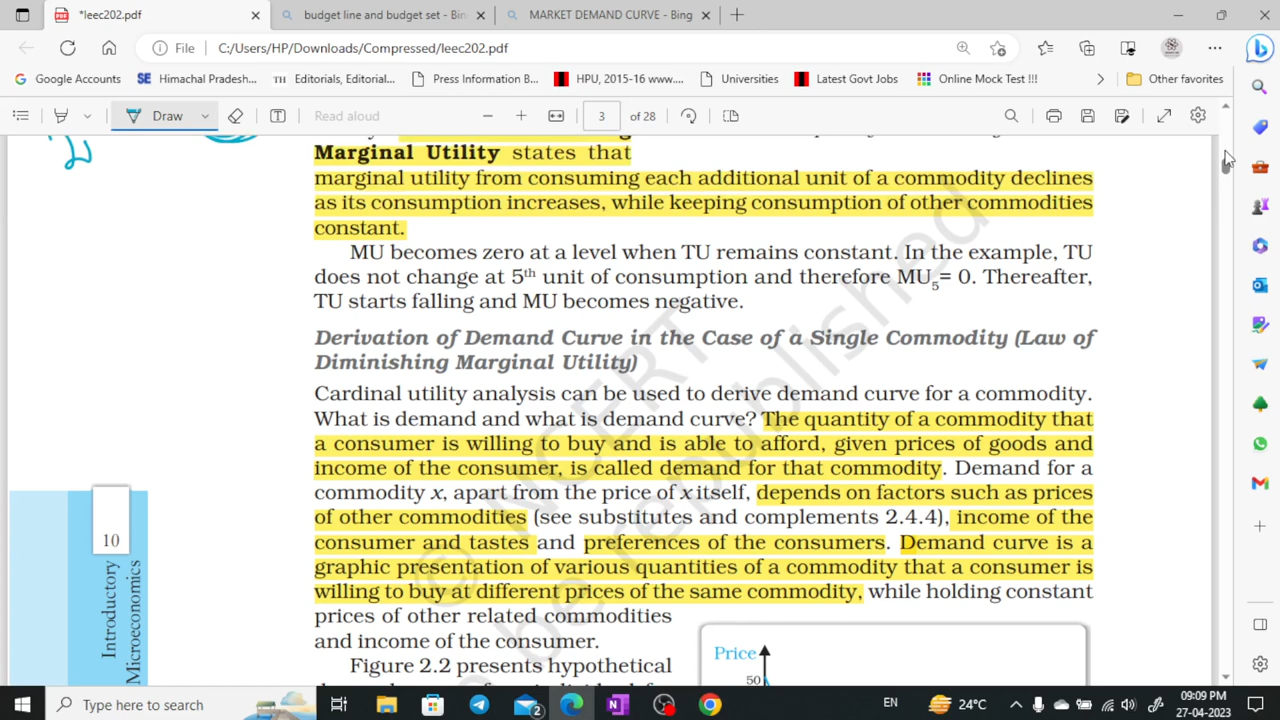 *leec202.pdf
budget line and budget set - Bin
MARKET DEMAND CURVE - Bing
File C:/Users/HP/Downloads/Compressed/leec202.pdf
Google Accounts
SE Himachal Pradesh...
TH Editorials, Editorial...
Press Information B...
HPU, 2015-16 www....
Universities
Latest Govt Jobs
Online Mock Test !!!
Other favorites
Draw
Read aloud
3 of 28
Marginal Utility states that
marginal utility from consuming each additional unit of a commodity declines
as its consumption increases, while keeping consumption of other commodities
constant.
MU becomes zero at a level when TU remains constant. In the example, TU
does not change at 5th unit of consumption and therefore MU5= 0. Thereafter,
TU starts falling and MU becomes negative.
Derivation of Demand Curve in the Case of a Single Commodity (Law of
Diminishing Marginal Utility)
Cardinal utility analysis can be used to derive demand curve for a commodity.
What is demand and what is demand curve? The quantity of a commodity that
a consumer is willing to buy and is able to afford, given prices of goods and
income of the consumer, is called demand for that commodity. Demand for a
commodity x, apart from the price of x itself, depends on factors such as prices
of other commodities (see substitutes and complements 2.4.4), income of the
consumer and tastes and preferences of the consumers. Demand curve is a
graphic presentation of various quantities of a commodity that a consumer is
willing to buy at different prices of the same commodity, while holding constant
prices of other related commodities
and income of the consumer.
Figure 2.2 presents hypothetical
Price
50
10
Introductory
Microeconomics
© NCERT
be republished
Type here to search
2
EN
24°C
09:09 PM
27-04-2023